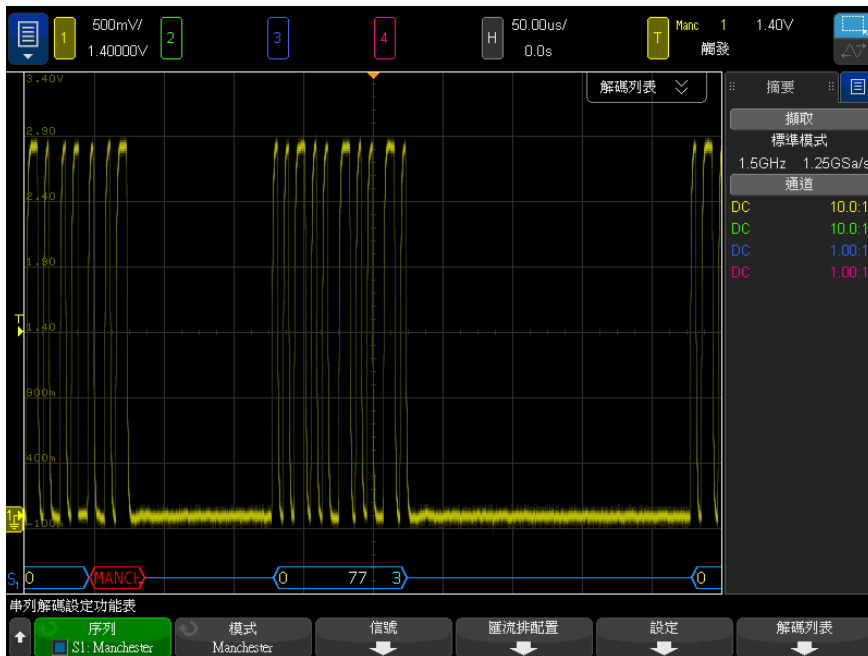 1 500mV/ 1.40000V 2 3 4 H 50.00us/ 0.0s T Manc 1 1.40V 觸發
3.40V
解碼列表
摘要
擷取
標準模式
1.5GHz 1.25GSa/s
通道
DC 10.0:1
DC 10.0:1
DC 1.00:1
DC 1.00:1
2.90
2.40
1.90
T
1.40
900m
400m
1
-100m
S1 0 MANCH 0 77 3 0
串列解碼設定功能表
序列 模式 信號 匯流排配置 設定 解碼列表
S1: Manchester Manchester